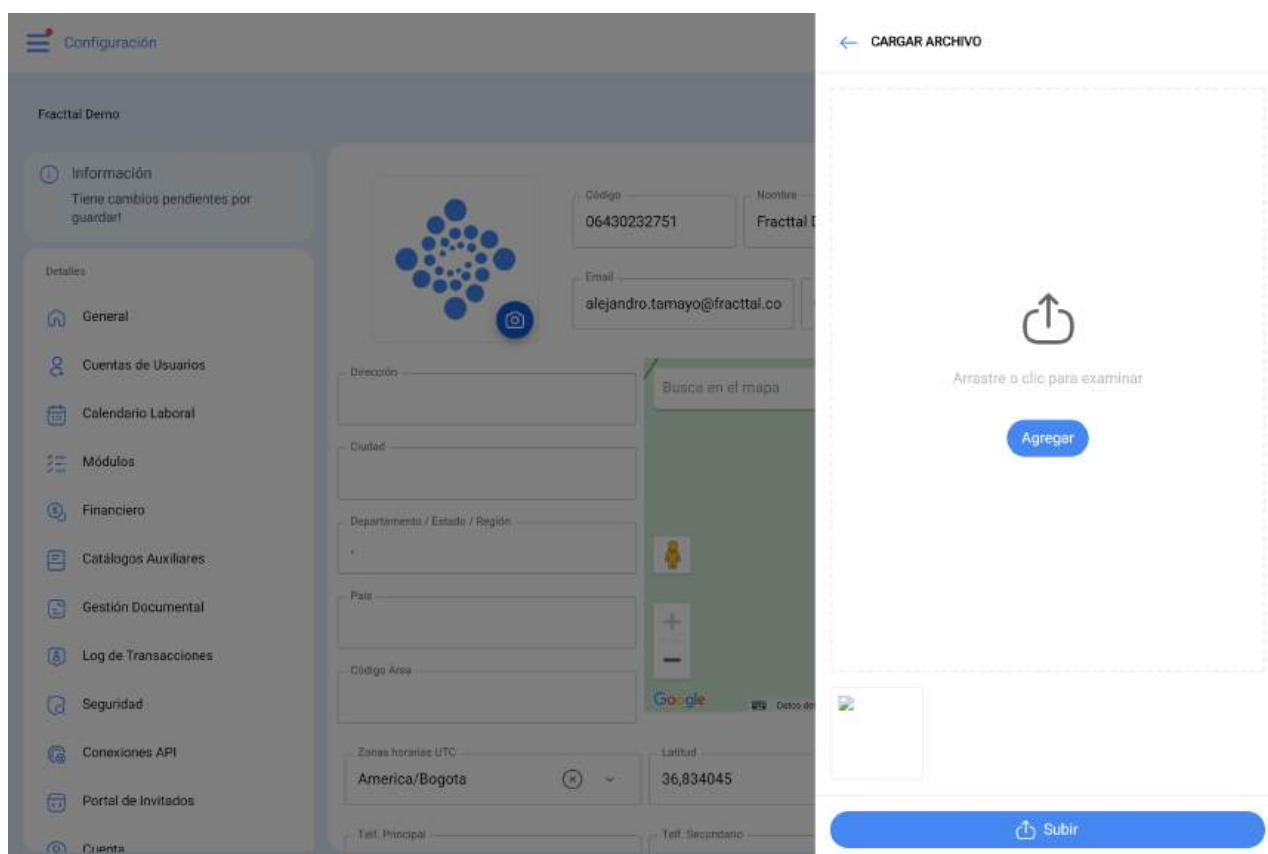 Configuración
CARGAR ARCHIVO
Fracttal Demo
Información
Tiene cambios pendientes por
guardar!
Detalles
General
Cuentas de Usuarios
Calendario Laboral
Módulos
Financiero
Catálogos Auxiliares
Gestión Documental
Log de Transacciones
Seguridad
Conexiones API
Portal de Invitados
Cuenta
Código
06430232751
Nombre
Fracttal
Email
alejandro.tamayo@fracttal.co
Dirección
Busca en el mapa
Ciudad
Departamento / Estado / Región
.
País
Código Área
Google
Datos de
Zonas horarias UTC
America/Bogota
Latitud
36,834045
Telf. Principal
Telf. Secundario
Arrastre o clic para examinar
Agregar
Subir